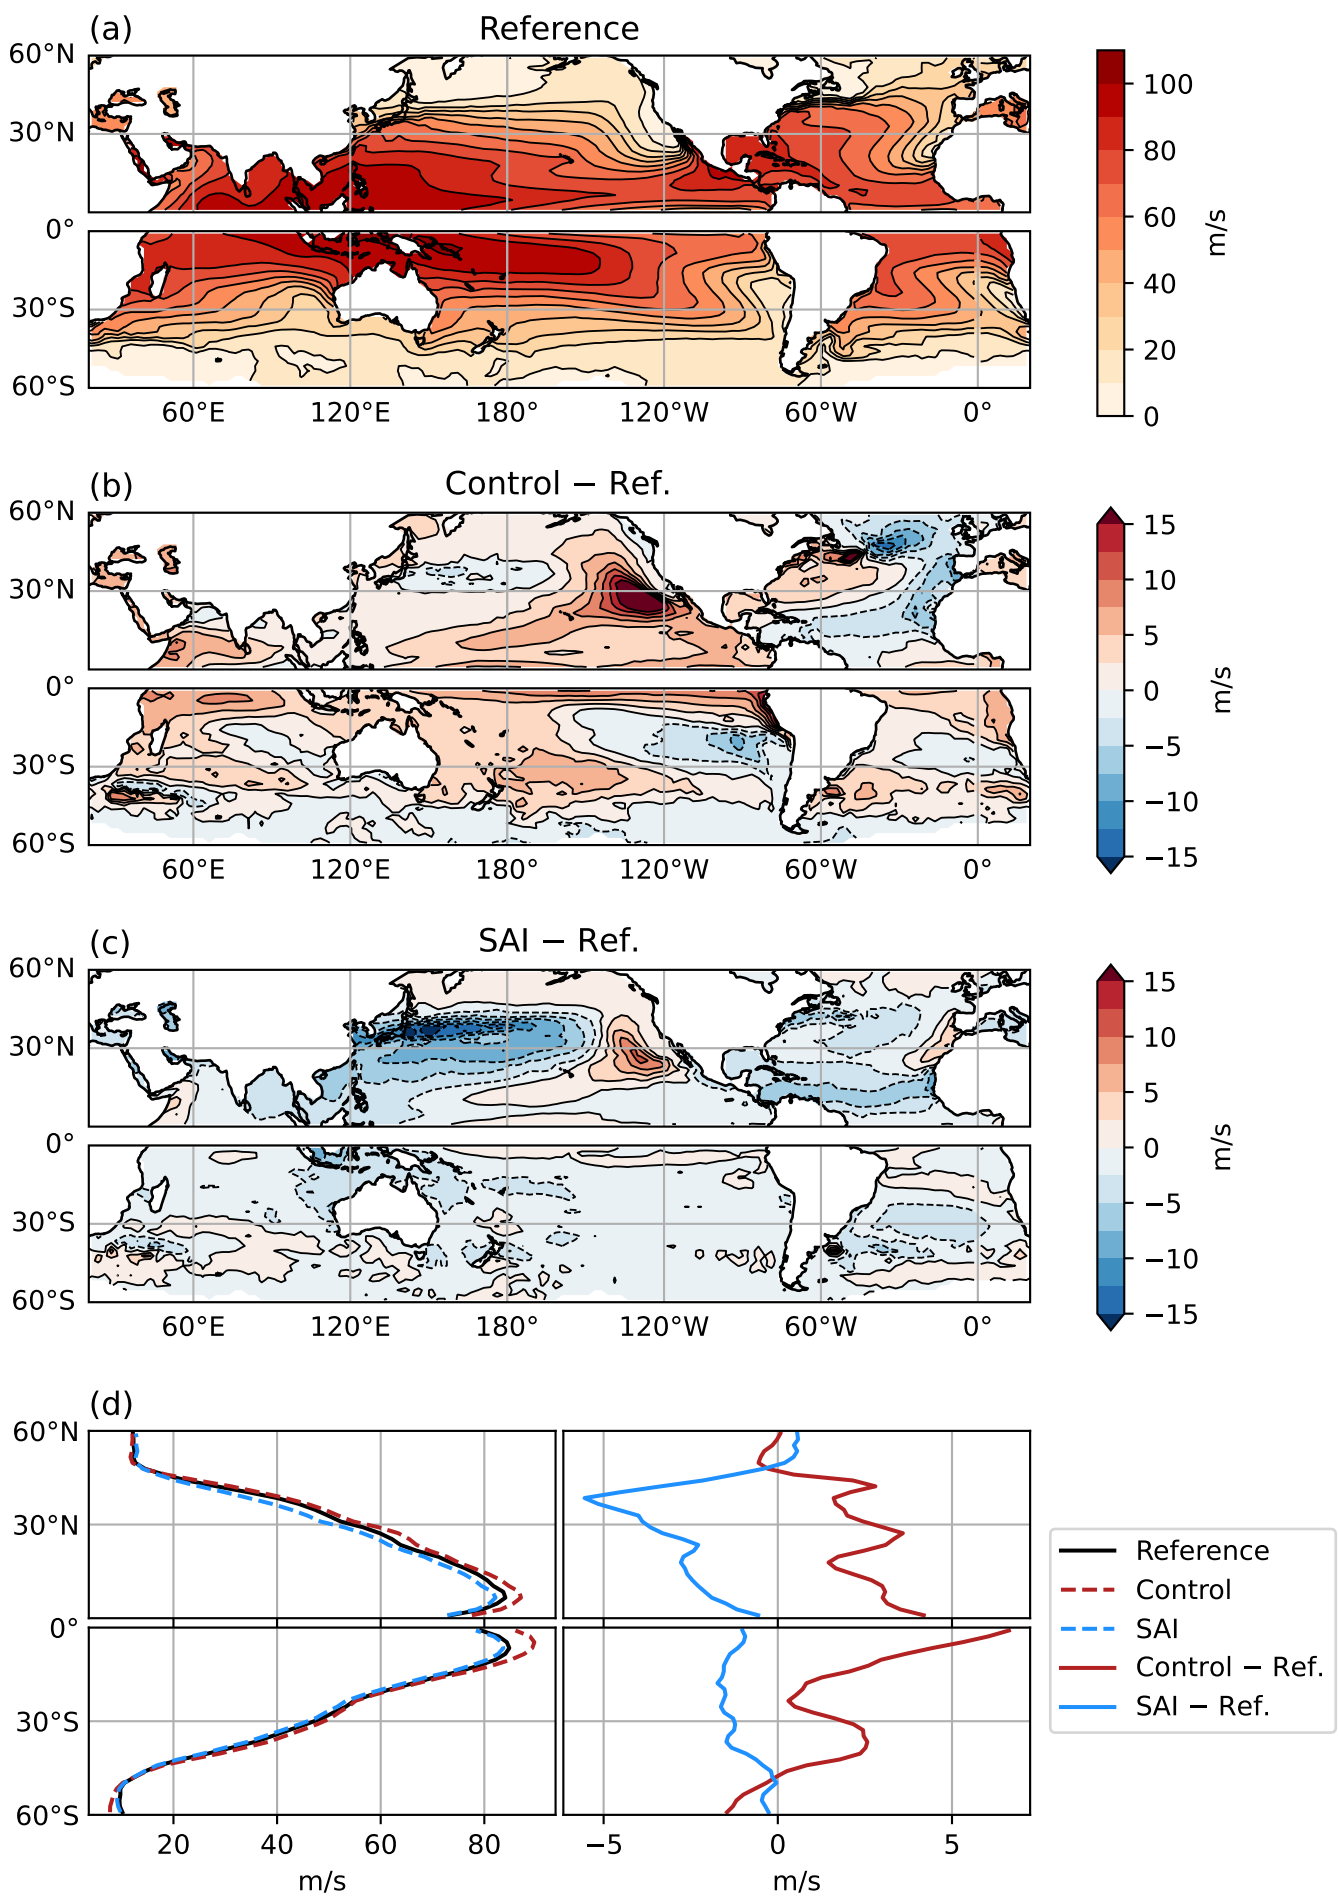 (a) Reference
60°N
30°N
0°
30°S
60°S
60°E 120°E 180° 120°W 60°W 0°
100
80
60
40
20
0
m/s
(b) Control − Ref.
60°N
30°N
0°
30°S
60°S
60°E 120°E 180° 120°W 60°W 0°
15
10
5
0
−5
−10
−15
m/s
(c) SAI − Ref.
60°N
30°N
0°
30°S
60°S
60°E 120°E 180° 120°W 60°W 0°
15
10
5
0
−5
−10
−15
m/s
(d)
60°N
30°N
0°
30°S
60°S
20 40 60 80
m/s
−5 0 5
m/s
Reference
Control
SAI
Control − Ref.
SAI − Ref.